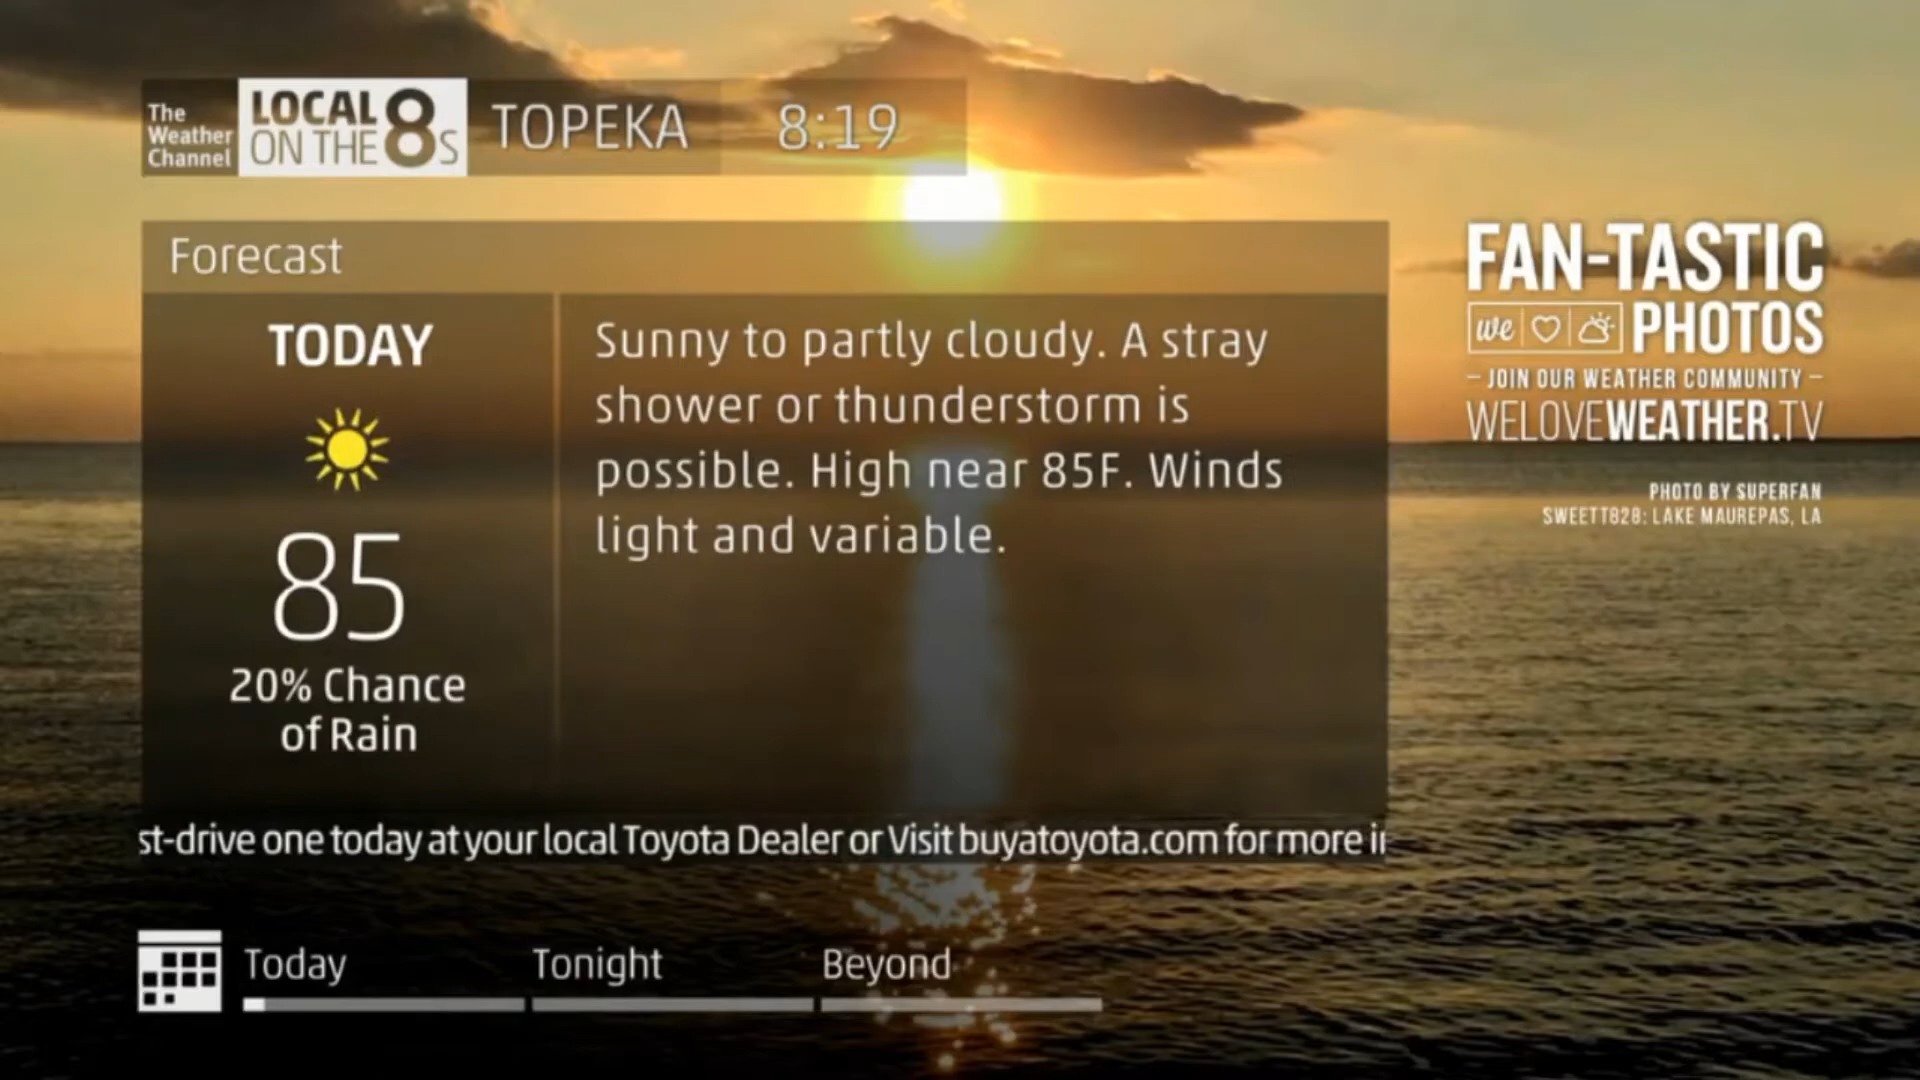 The
Weather
Channel
LOCAL
ON THE 8s
TOPEKA
8:19
Forecast
TODAY
85
20% Chance
of Rain
Sunny to partly cloudy. A stray
shower or thunderstorm is
possible. High near 85F. Winds
light and variable.
FAN-TASTIC
we PHOTOS
– JOIN OUR WEATHER COMMUNITY –
WELOVEWEATHER.TV
PHOTO BY SUPERFAN
SWEETT828: LAKE MAUREPAS, LA
st-drive one today at your local Toyota Dealer or Visit buyatoyota.com for more
Today
Tonight
Beyond